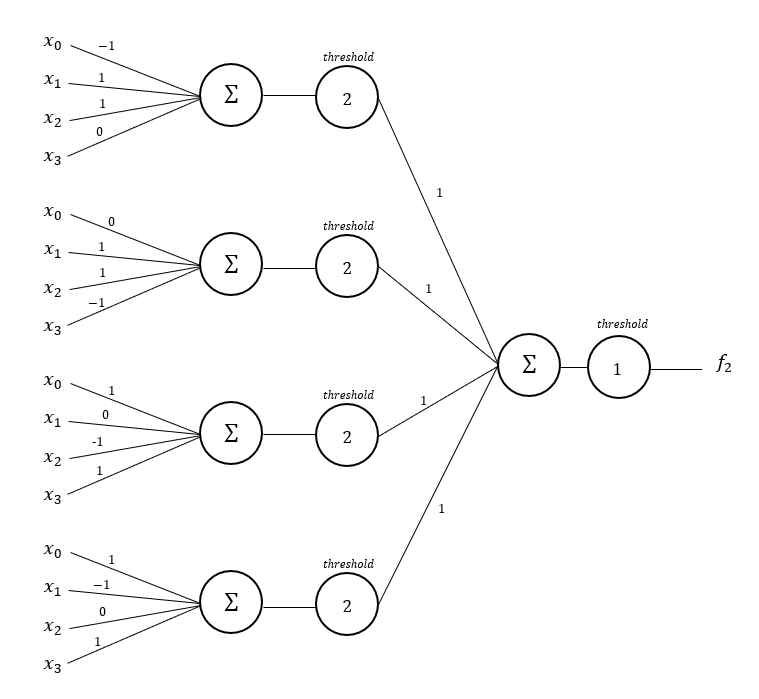 x₀ −1
threshold
x₁ 1
Σ 2
x₂ 1
0
x₃
1
x₀ 0
threshold
x₁ 1
Σ 2
x₂ 1
−1
x₃
1
threshold
Σ 1 f₂
x₀ 1
threshold
x₁ 0
1
Σ 2
x₂ -1
1
x₃
1
x₀ 1
threshold
x₁ −1
Σ 2
x₂ 0
1
x₃